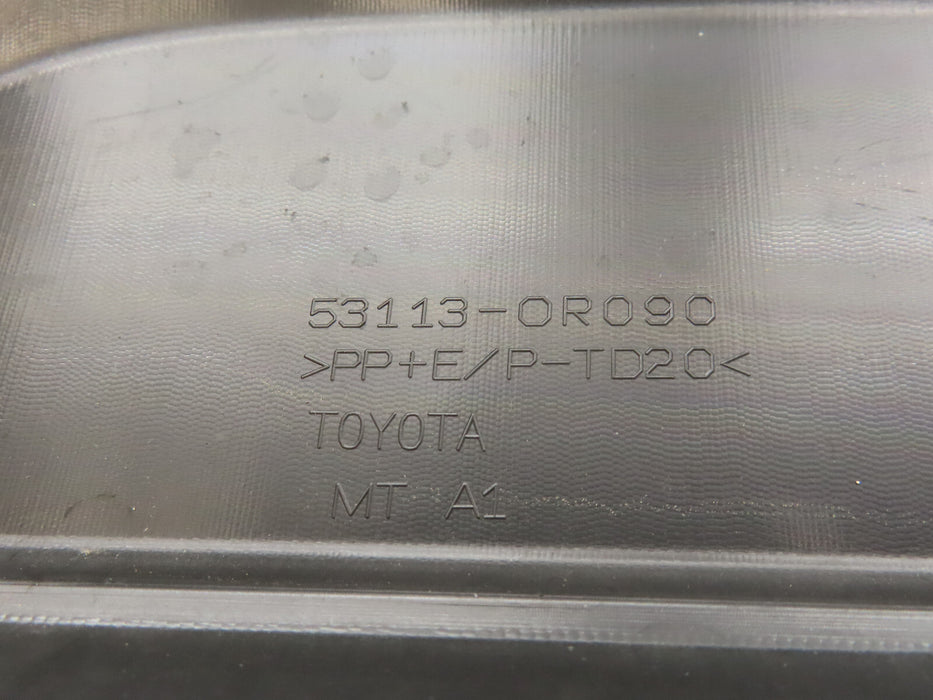 53113-0R090
>PP+E/P-TD20<
TOYOTA
MT A1